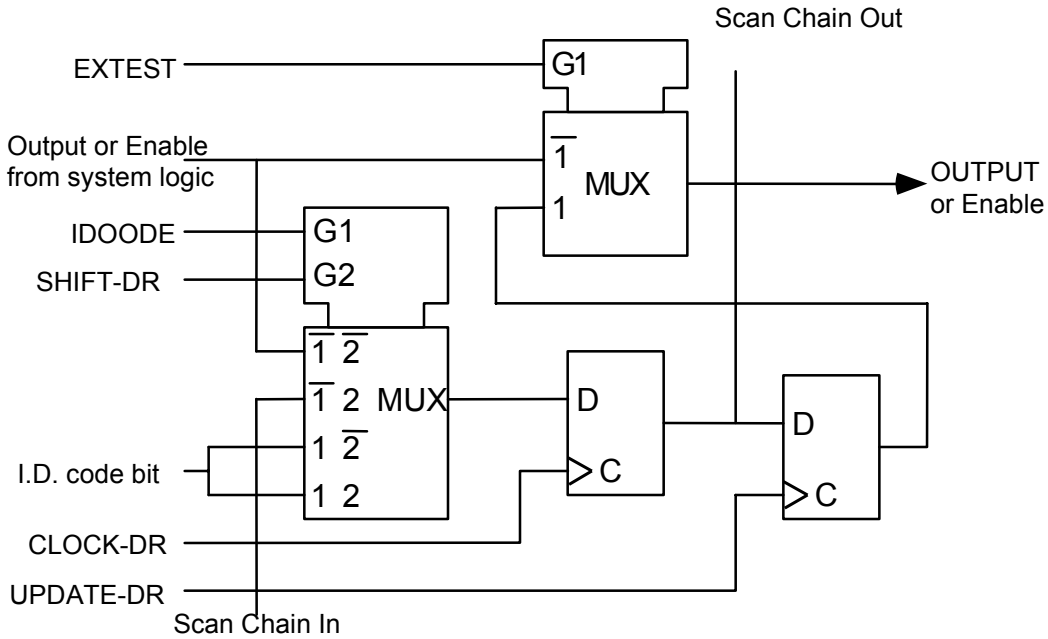 Scan Chain Out
EXTEST
G1
Output or Enable
from system logic
1
MUX
1
OUTPUT
or Enable
IDOODE
G1
SHIFT-DR
G2
1 2
1 2 MUX
D
D
I.D. code bit
1 2
1 2
C
C
CLOCK-DR
UPDATE-DR
Scan Chain In